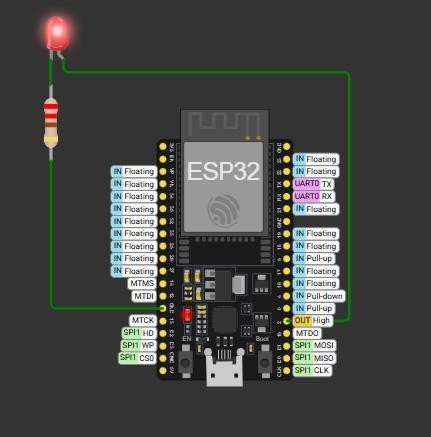 ESP32
IN Floating
IN Floating
IN Floating
IN Floating
IN Floating
IN Floating
IN Floating
IN Floating
IN Floating
MTMS
MTDI
MTCK
SPI1 HD
SPI1 WP
SPI1 CS0
IN Floating
IN Floating
UART0 TX
UART0 RX
IN Floating
IN Floating
IN Floating
IN Pull-up
IN Floating
IN Floating
IN Pull-down
IN Pull-up
OUT High
MTDO
SPI1 MOSI
SPI1 MISO
SPI1 CLK
EN
Boot